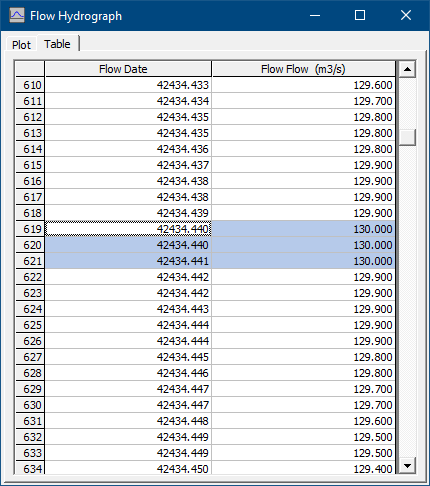 Flow Hydrograph
Plot Table
Flow Date Flow Flow (m3/s)
610 42434.433 129.600
611 42434.434 129.700
612 42434.435 129.800
613 42434.435 129.800
614 42434.436 129.800
615 42434.437 129.900
616 42434.438 129.900
617 42434.438 129.900
618 42434.439 129.900
619 42434.440 130.000
620 42434.440 130.000
621 42434.441 130.000
622 42434.442 129.900
623 42434.442 129.900
624 42434.443 129.900
625 42434.444 129.900
626 42434.444 129.900
627 42434.445 129.800
628 42434.446 129.800
629 42434.447 129.700
630 42434.447 129.700
631 42434.448 129.600
632 42434.449 129.500
633 42434.449 129.500
634 42434.450 129.400